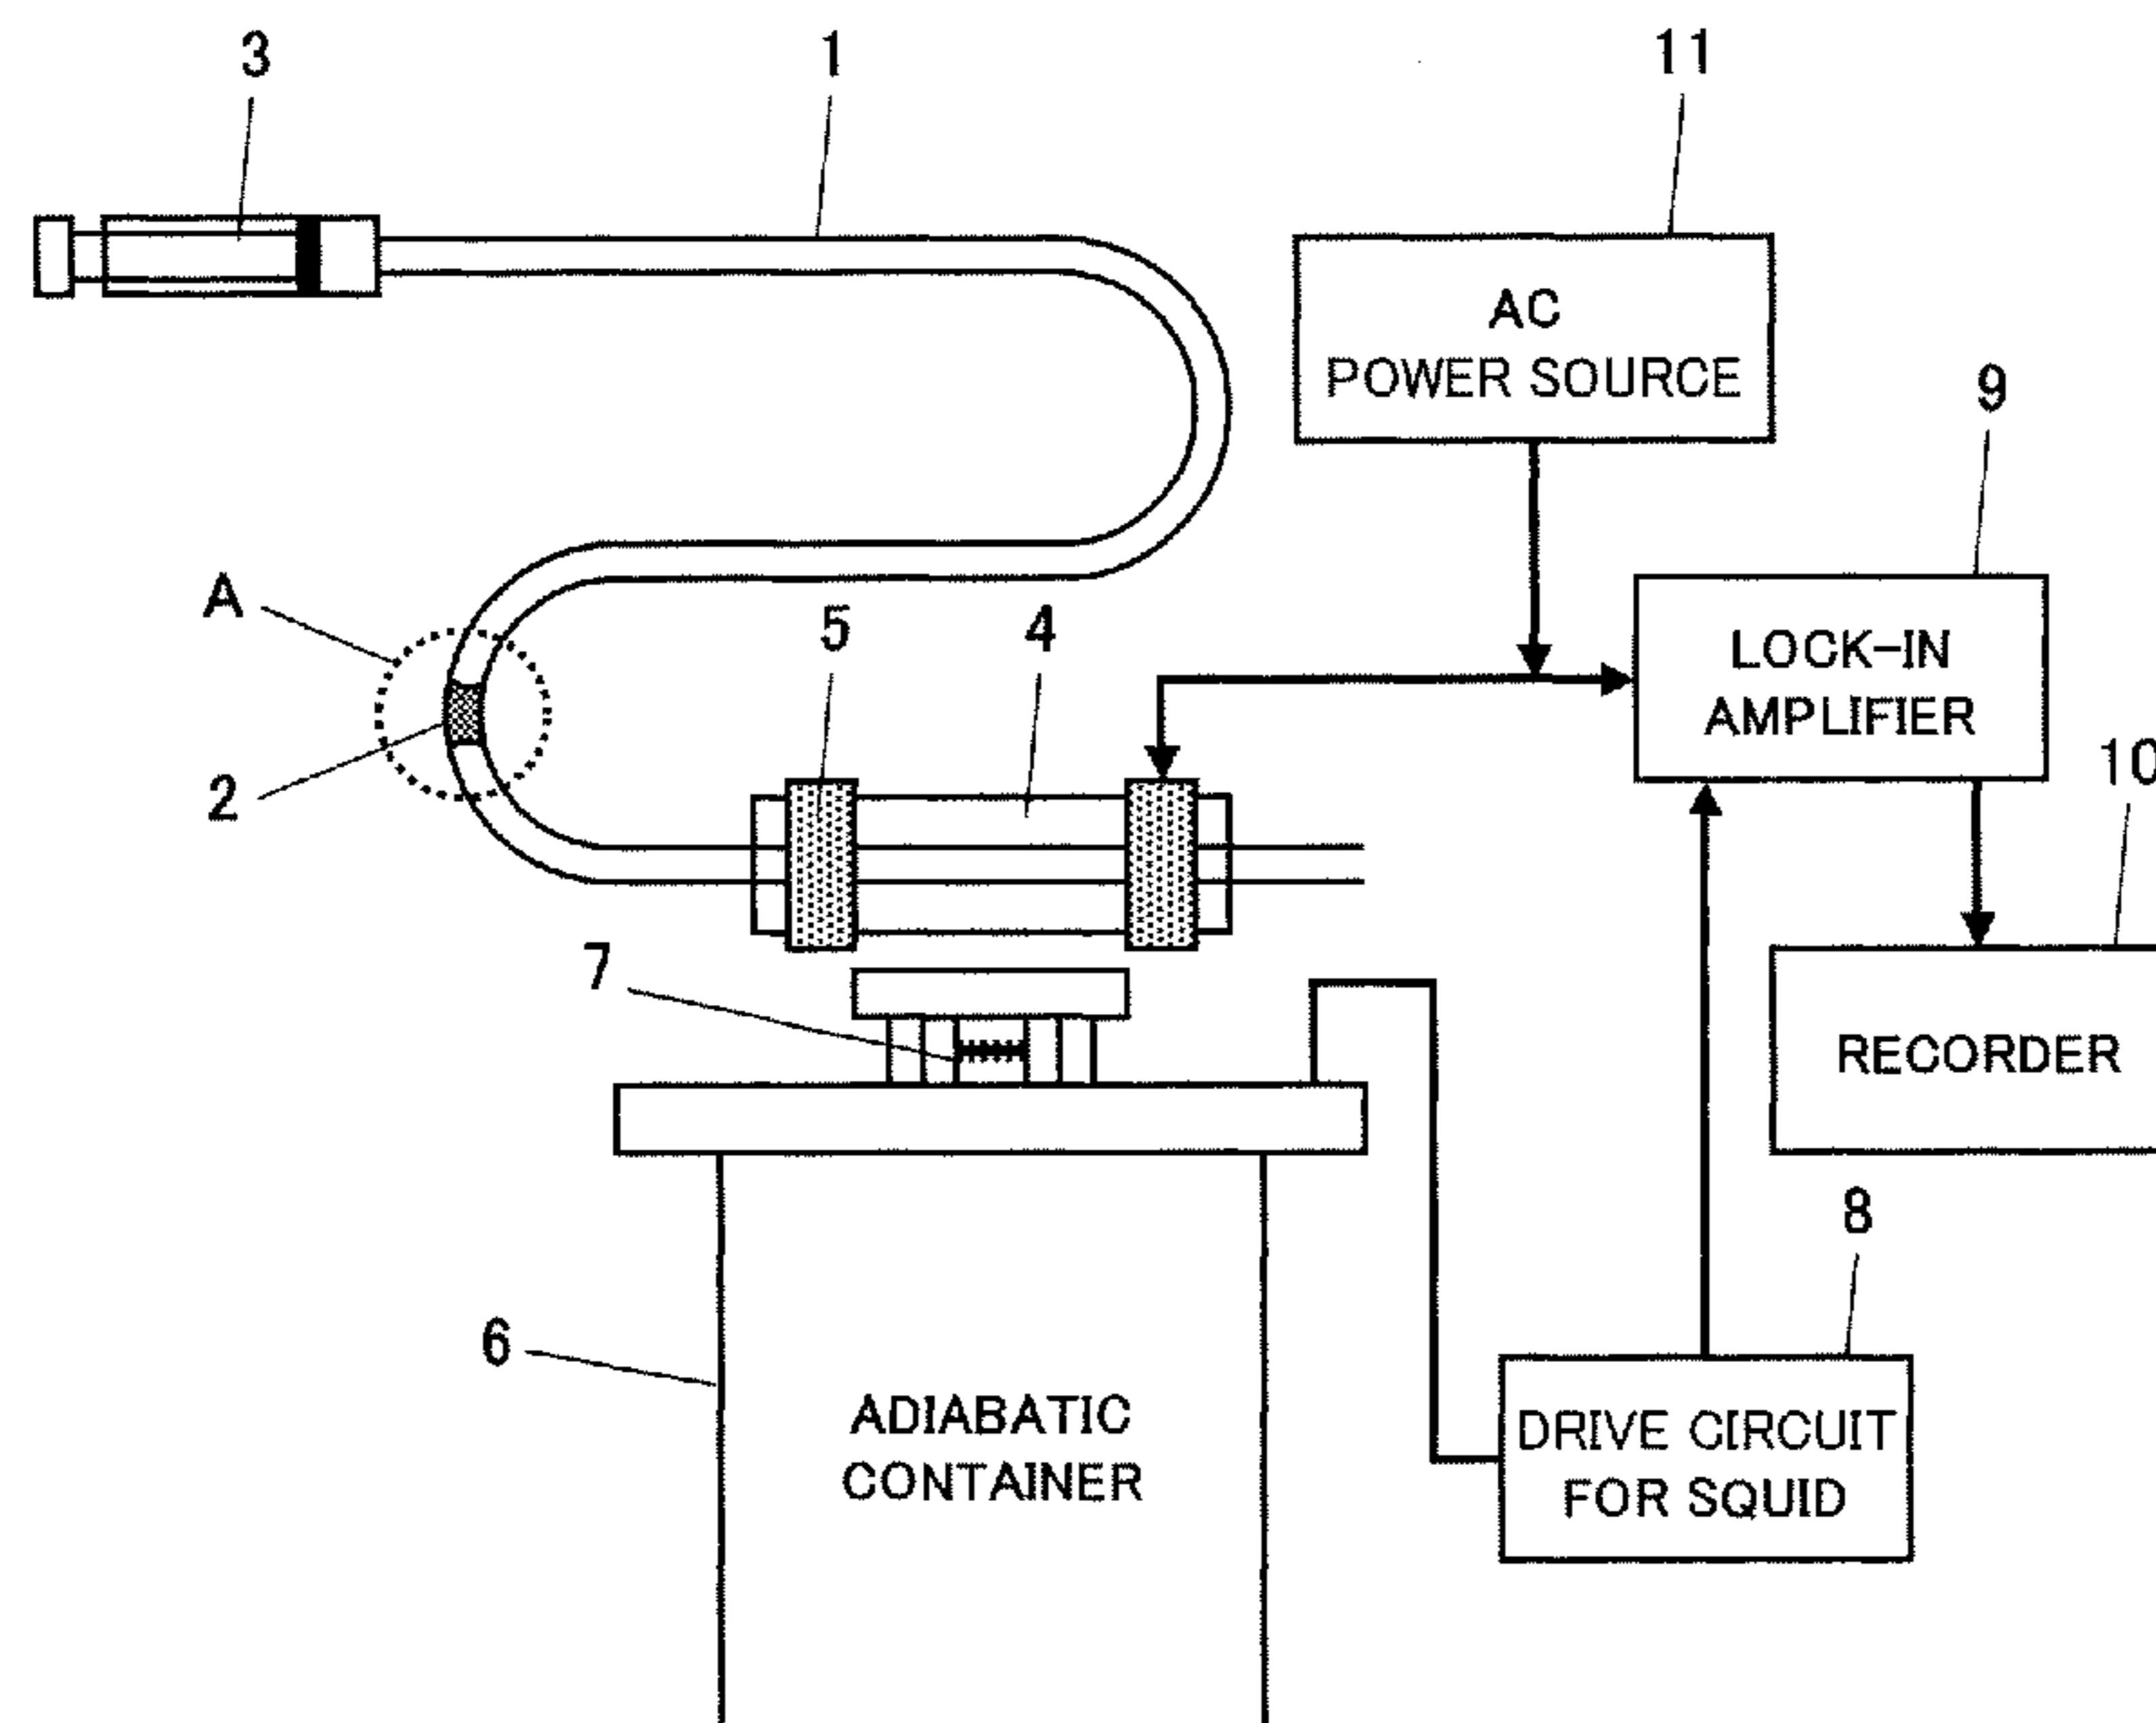 3
1
11
AC
POWER SOURCE
9
A
5
4
LOCK-IN
AMPLIFIER
2
10
7
RECORDER
8
6
ADIABATIC
CONTAINER
DRIVE CIRCUIT
FOR SQUID